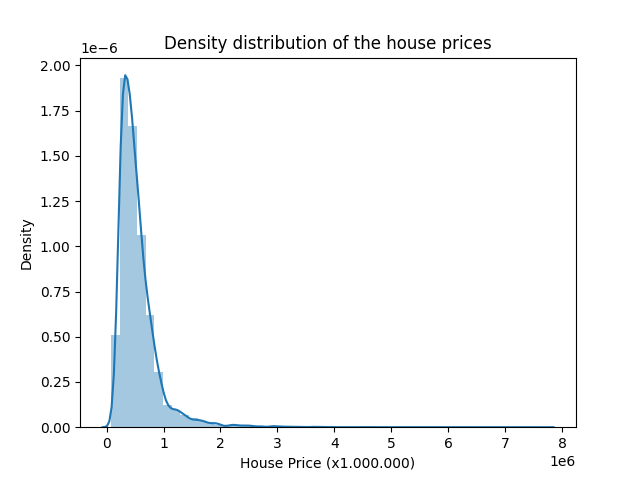 Density distribution of the house prices
1e−6
2.00
1.75
1.50
1.25
1.00
0.75
0.50
0.25
0.00
Density
0 1 2 3 4 5 6 7 8
1e6
House Price (x1.000.000)